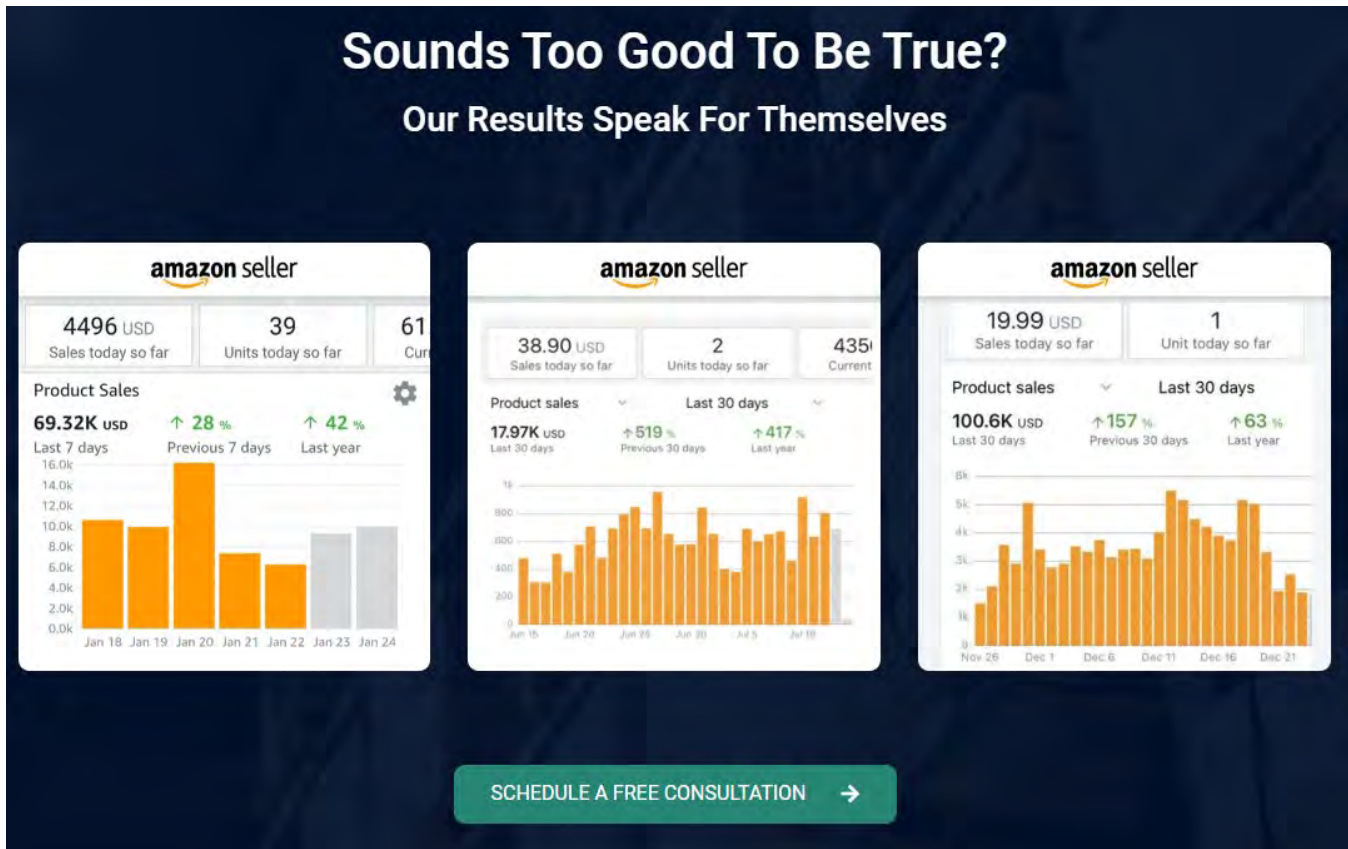 Sounds Too Good To Be True?
Our Results Speak For Themselves
amazon seller
4496 USD
Sales today so far
39
Units today so far
61
Curr
Product Sales
69.32K USD
↑ 28 %
↑ 42 %
Last 7 days
Previous 7 days
Last year
16.0k
14.0k
12.0k
10.0k
8.0k
6.0k
4.0k
2.0k
0.0k
Jan 18 Jan 19 Jan 20 Jan 21 Jan 22 Jan 23 Jan 24
amazon seller
38.90 USD
Sales today so far
2
Units today so far
435
Current
Product sales
Last 30 days
17.97K USD
↑519 %
↑417 %
Last 30 days
Previous 30 days
Last year
1k
800
600
400
200
0
Jun 15 Jun 20 Jun 25 Jun 30 Jul 5 Jul 10
amazon seller
19.99 USD
Sales today so far
1
Unit today so far
Product sales
Last 30 days
100.6K USD
↑157 %
↑63 %
Last 30 days
Previous 30 days
Last year
6k
5k
4k
3k
2k
1k
0
Nov 26 Dec 1 Dec 6 Dec 11 Dec 16 Dec 21
SCHEDULE A FREE CONSULTATION →